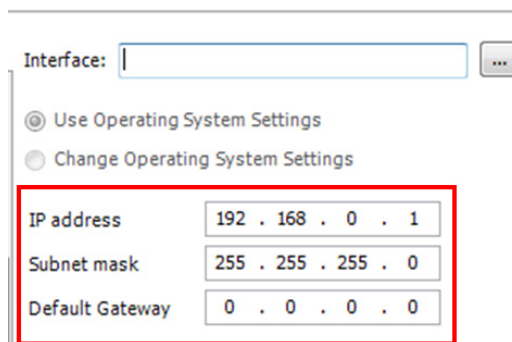 Interface:
...
Use Operating System Settings
Change Operating System Settings
IP address 192 . 168 . 0 . 1
Subnet mask 255 . 255 . 255 . 0
Default Gateway 0 . 0 . 0 . 0